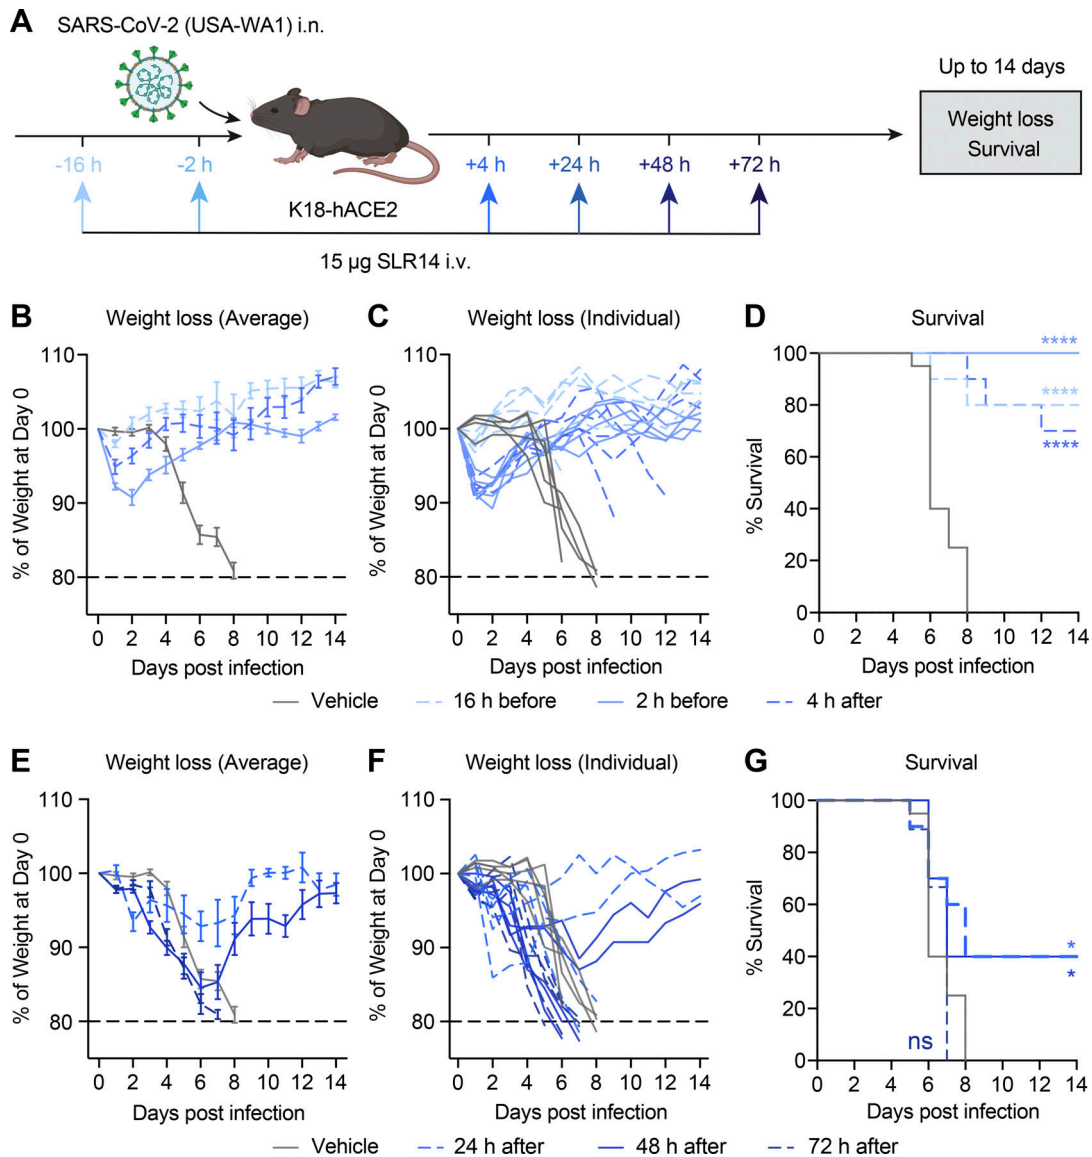 A
SARS-CoV-2 (USA-WA1) i.n.
Up to 14 days
Weight loss
Survival
-16 h
-2 h
+4 h
+24 h
+48 h
+72 h
K18-hACE2
15 µg SLR14 i.v.
B
Weight loss (Average)
% of Weight at Day 0
110
100
90
80
0 2 4 6 8 10 12 14
Days post infection
C
Weight loss (Individual)
% of Weight at Day 0
110
100
90
80
0 2 4 6 8 10 12 14
Days post infection
D
Survival
% Survival
100
80
60
40
20
0
0 2 4 6 8 10 12 14
Days post infection
****
****
****
Vehicle 16 h before 2 h before 4 h after
E
Weight loss (Average)
% of Weight at Day 0
110
100
90
80
0 2 4 6 8 10 12 14
Days post infection
F
Weight loss (Individual)
% of Weight at Day 0
110
100
90
80
0 2 4 6 8 10 12 14
Days post infection
G
Survival
% Survival
100
80
60
40
20
0
0 2 4 6 8 10 12 14
Days post infection
*
*
ns
Vehicle 24 h after 48 h after 72 h after